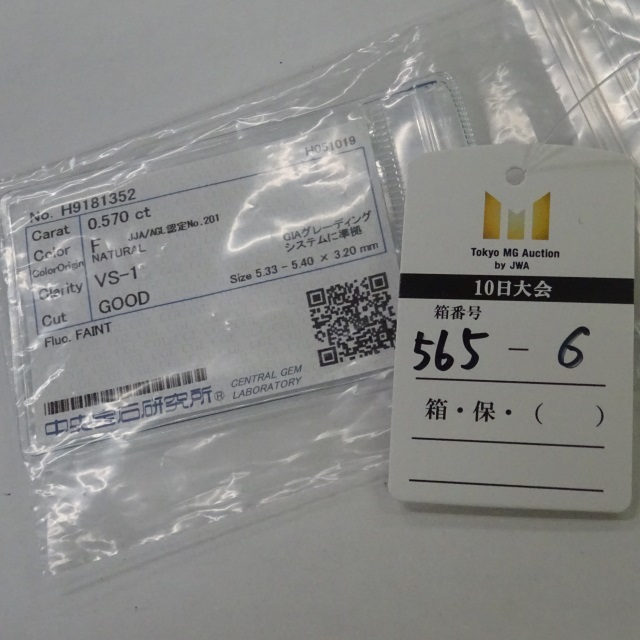 H051019
No. H9181352
Carat 0.570 ct
Color F JJA/AGL認定No.201
ColorOrigin NATURAL
GIAグレーディング
システムに準拠
Clarity VS-1
Size 5.33 - 5.40 × 3.20 mm
Cut GOOD
Fluc. FAINT
中央宝石研究所® CENTRAL GEM
LABORATORY
Tokyo MG Auction
by JWA
10日大会
箱番号
565 - 6
箱・保・( )